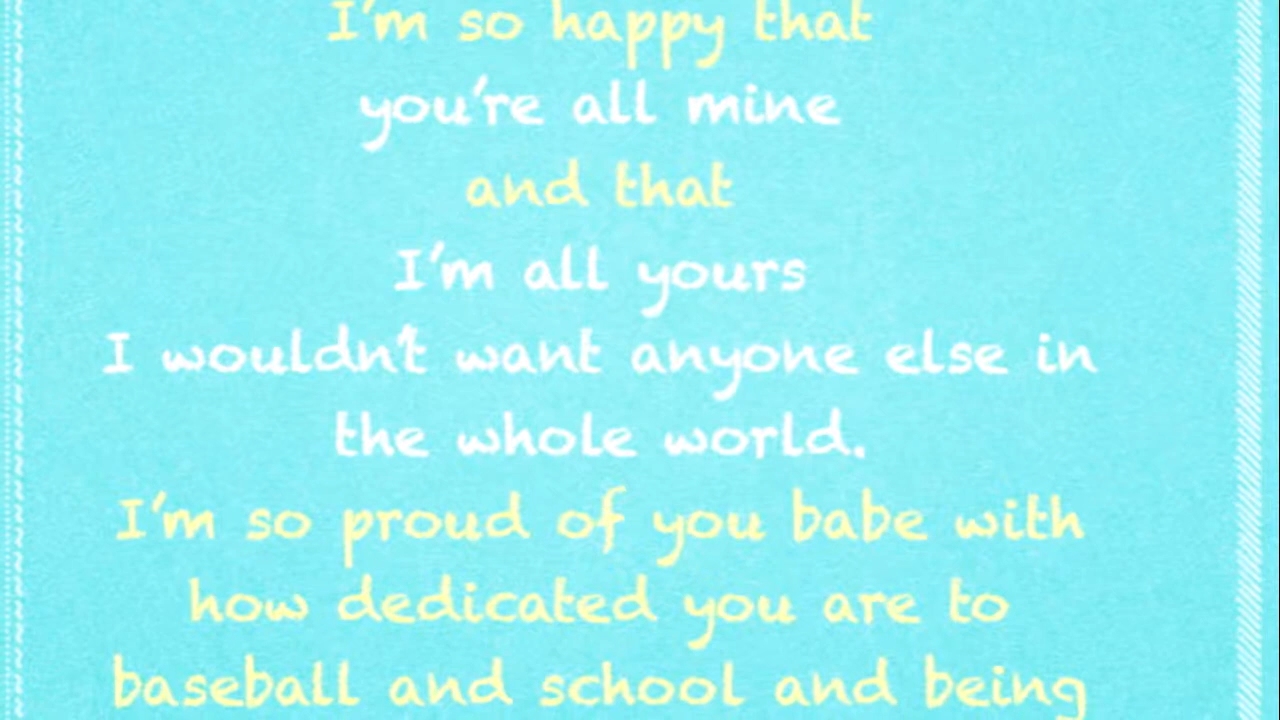 I'm so happy that
you're all mine
and that
I'm all yours
I wouldn't want anyone else in
the whole world.
I'm so proud of you babe with
how dedicated you are to
baseball and school and being